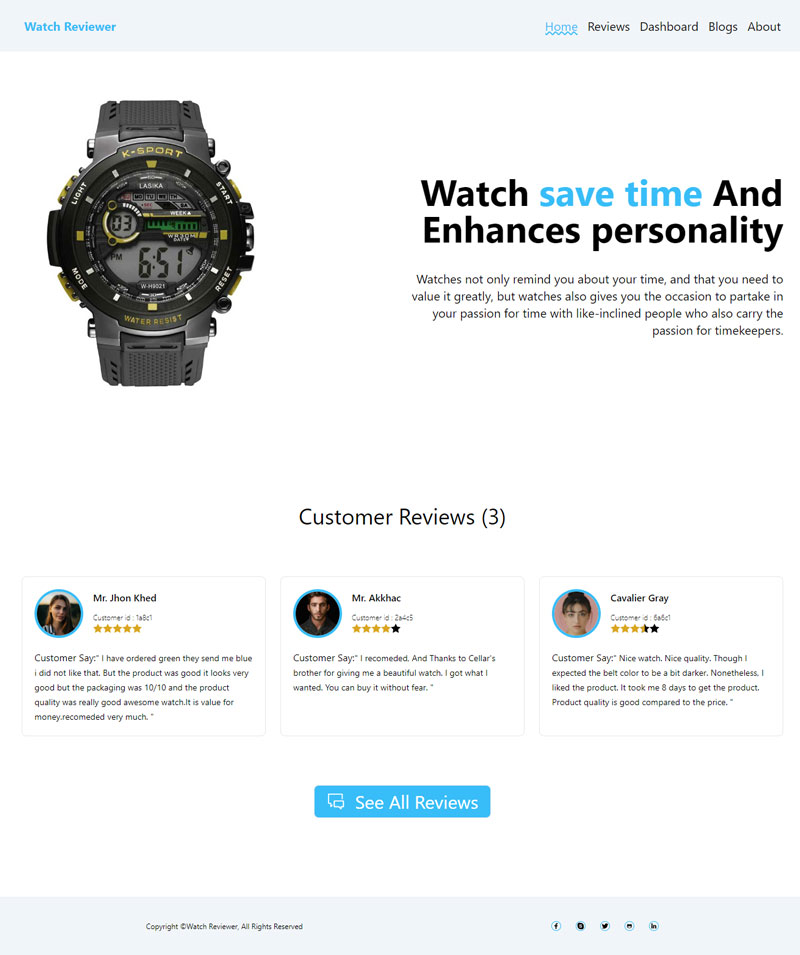 Watch Reviewer
Home Reviews Dashboard Blogs About
K-SPORT
LIGHT
START
LASIKA
WEEK
03
WR30M
DATE
PM
6:51
W-H9021
MODE
RESET
WATER RESIST
Watch save time And
Enhances personality
Watches not only remind you about your time, and that you need to
value it greatly, but watches also gives you the occasion to partake in
your passion for time with like-inclined people who also carry the
passion for timekeepers.
Customer Reviews (3)
Mr. Jhon Khed
Customer id : 1a6c1
Customer Say:" I have ordered green they send me blue
i did not like that. But the product was good it looks very
good but the packaging was 10/10 and the product
quality was really good awesome watch.It is value for
money.recomeded very much. "
Mr. Akkhac
Customer id : 2a4c5
Customer Say:" I recomeded, And Thanks to Cellar's
brother for giving me a beautiful watch. I got what I
wanted. You can buy it without fear. "
Cavalier Gray
Customer id : 6a6c1
Customer Say:" Nice watch. Nice quality. Though I
expected the belt color to be a bit darker. Nonetheless, I
liked the product. It took me 8 days to get the product.
Product quality is good compared to the price. "
See All Reviews
Copyright ©Watch Reviewer, All Rights Reserved